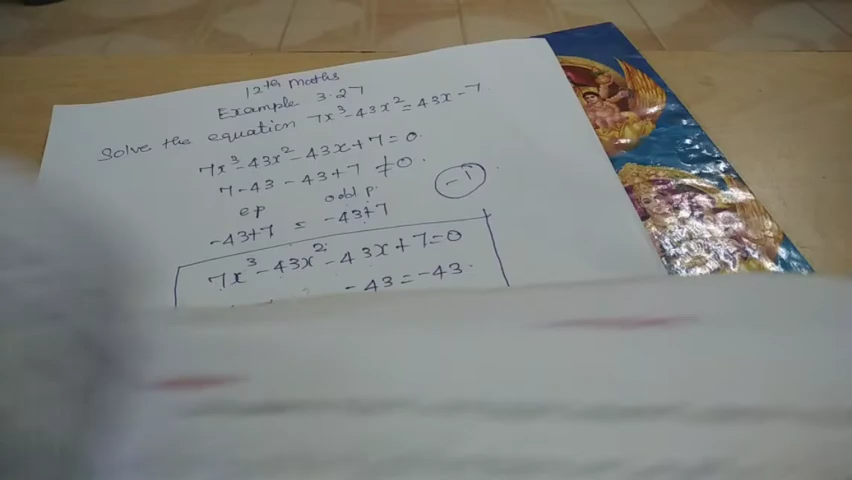 12th maths
Example 3.27
Solve the equation 7x³-43x²=43x-7
7x³-43x²-43x+7=0.
7-43-43+7≠0.
-1
ep odd p.
-43+7 = -43+7
7x³-43x²-43x+7=0
-43=-43.